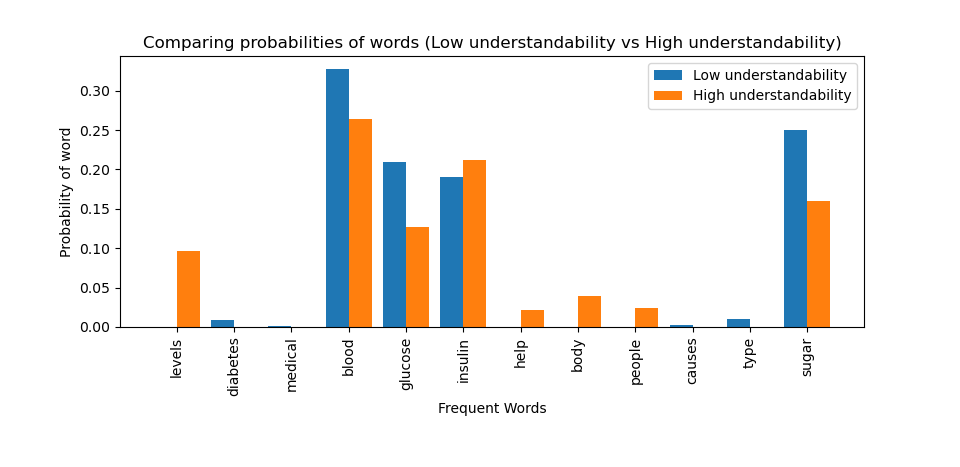 Comparing probabilities of words (Low understandability vs High understandability)
Low understandability
High understandability
Probability of word
0.30
0.25
0.20
0.15
0.10
0.05
0.00
levels
diabetes
medical
blood
glucose
insulin
help
body
people
causes
type
sugar
Frequent Words